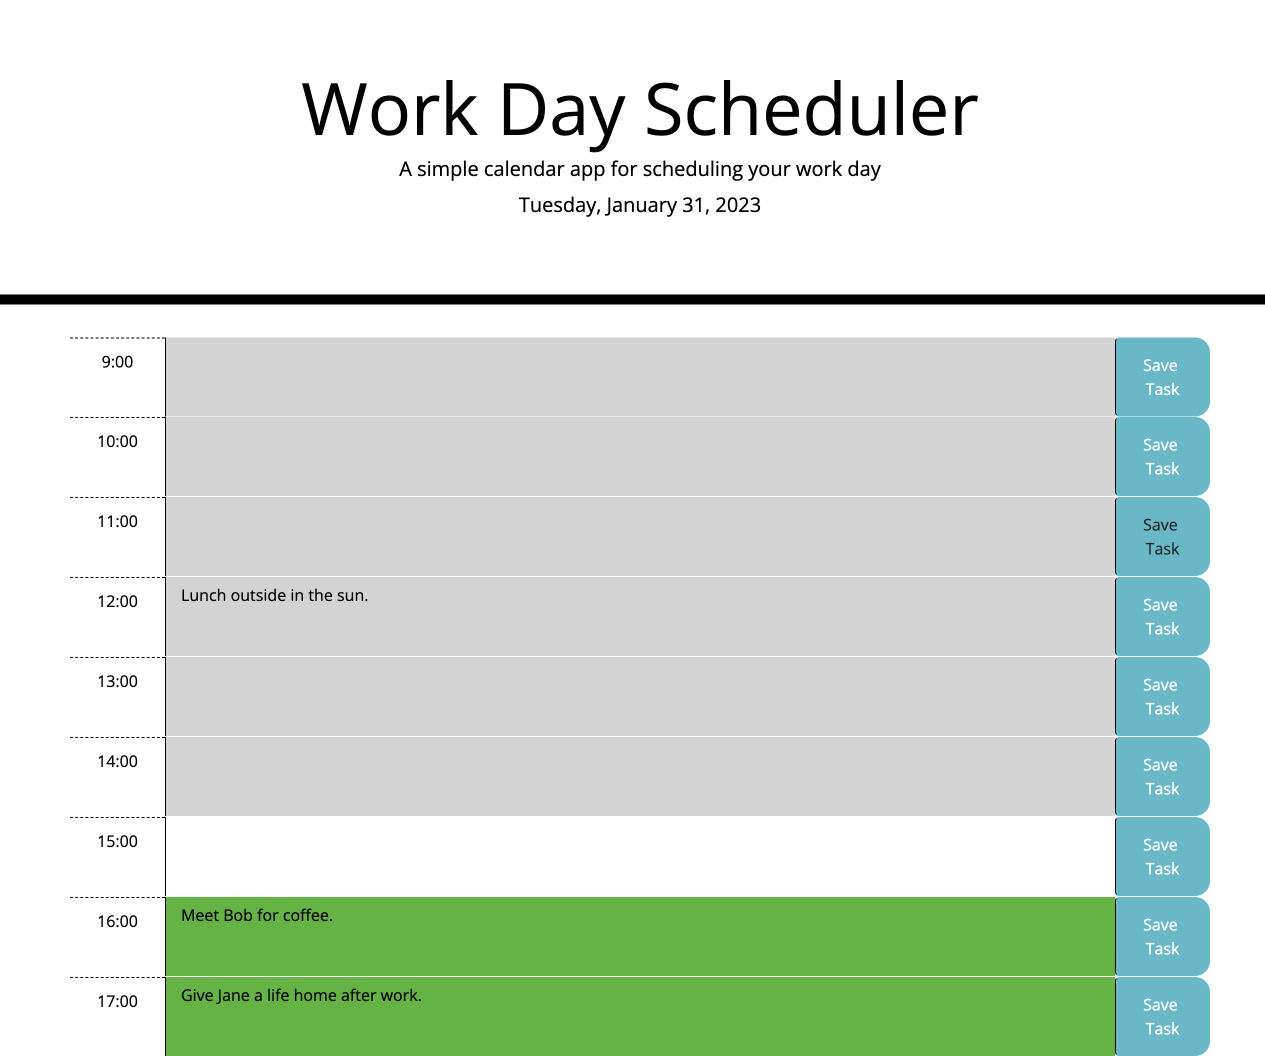 Work Day Scheduler
A simple calendar app for scheduling your work day
Tuesday, January 31, 2023
9:00
Save
Task
10:00
Save
Task
11:00
Save
Task
12:00
Lunch outside in the sun.
Save
Task
13:00
Save
Task
14:00
Save
Task
15:00
Save
Task
16:00
Meet Bob for coffee.
Save
Task
17:00
Give Jane a life home after work.
Save
Task